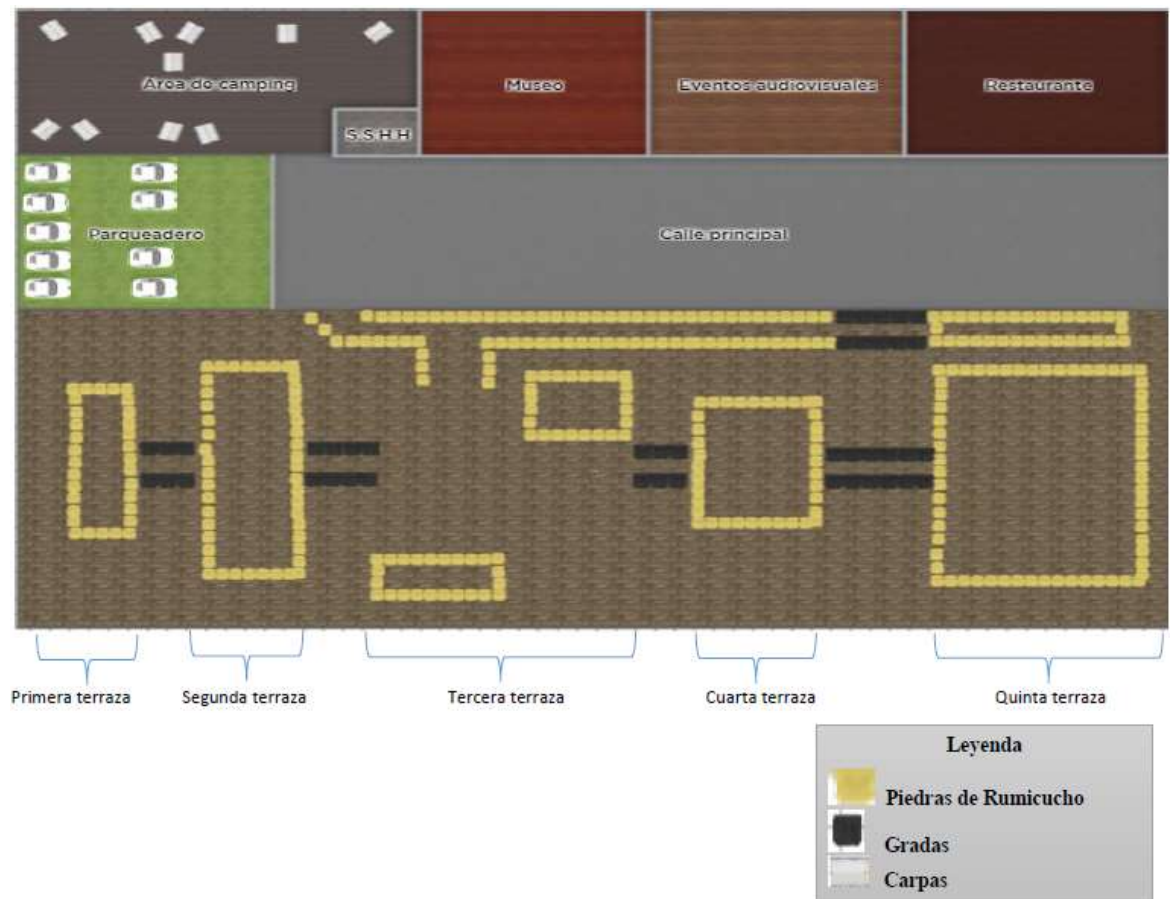 Área de camping
Museo
Eventos audiovisuales
Restaurante
S.S.H.H
Parqueadero
Calle principal
Primera terraza
Segunda terraza
Tercera terraza
Cuarta terraza
Quinta terraza
Leyenda
Piedras de Rumicucho
Gradas
Carpas